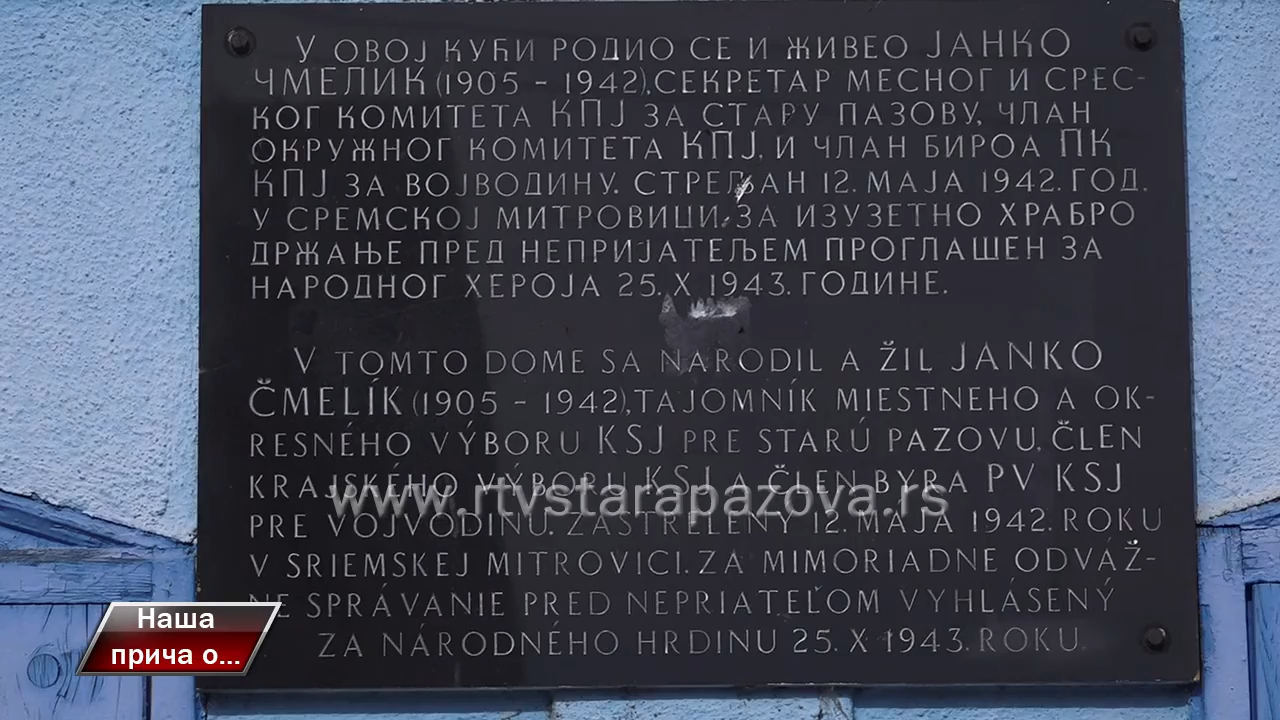 У ОВОЈ КУЋИ РОДИО СЕ И ЖИВЕО ЈАНКО
ЧМЕЛИК (1905 - 1942), СЕКРЕТАР МЕСНОГ И СРЕС-
КОГ КОМИТЕТА КПЈ ЗА СТАРУ ПАЗОВУ, ЧЛАН
ОКРУЖНОГ КОМИТЕТА КПЈ, И ЧЛАН БИРОА ПК
КПЈ ЗА ВОЈВОДИНУ. СТРЕЉАН 12. МАЈА 1942. ГОД.
У СРЕМСКОЈ МИТРОВИЦИ. ЗА ИЗУЗЕТНО ХРАБРО
ДРЖАЊЕ ПРЕД НЕПРИЈАТЕЉЕМ ПРОГЛАШЕН ЗА
НАРОДНОГ ХЕРОЈА 25. X 1943. ГОДИНЕ.
V TOMTO DOME SA NARODIL A ŽIL JANKO
ČMELÍK (1905 - 1942), TAJOMNÍK MIESTNEHO A OK-
RESNÉHO VÝBORU KSJ PRE STARÚ PAZOVU, ČLEN
KRAJSKÉHO VÝBORU KSJ A ČLEN BYRA PV KSJ
www.rtvstarapazova.rs
PRE VOJVODINU. ZASTRELENÝ 12. MAJA 1942. ROKU
V SRIEMSKEJ MITROVICI. ZA MIMORIADNE ODVÁŽ-
NE SPRÁVANIE PRED NEPRIATEĽOM VYHLÁSENÝ
ZA NÁRODNÉHO HRDINU 25. X 1943. ROKU.
Наша
прича о...